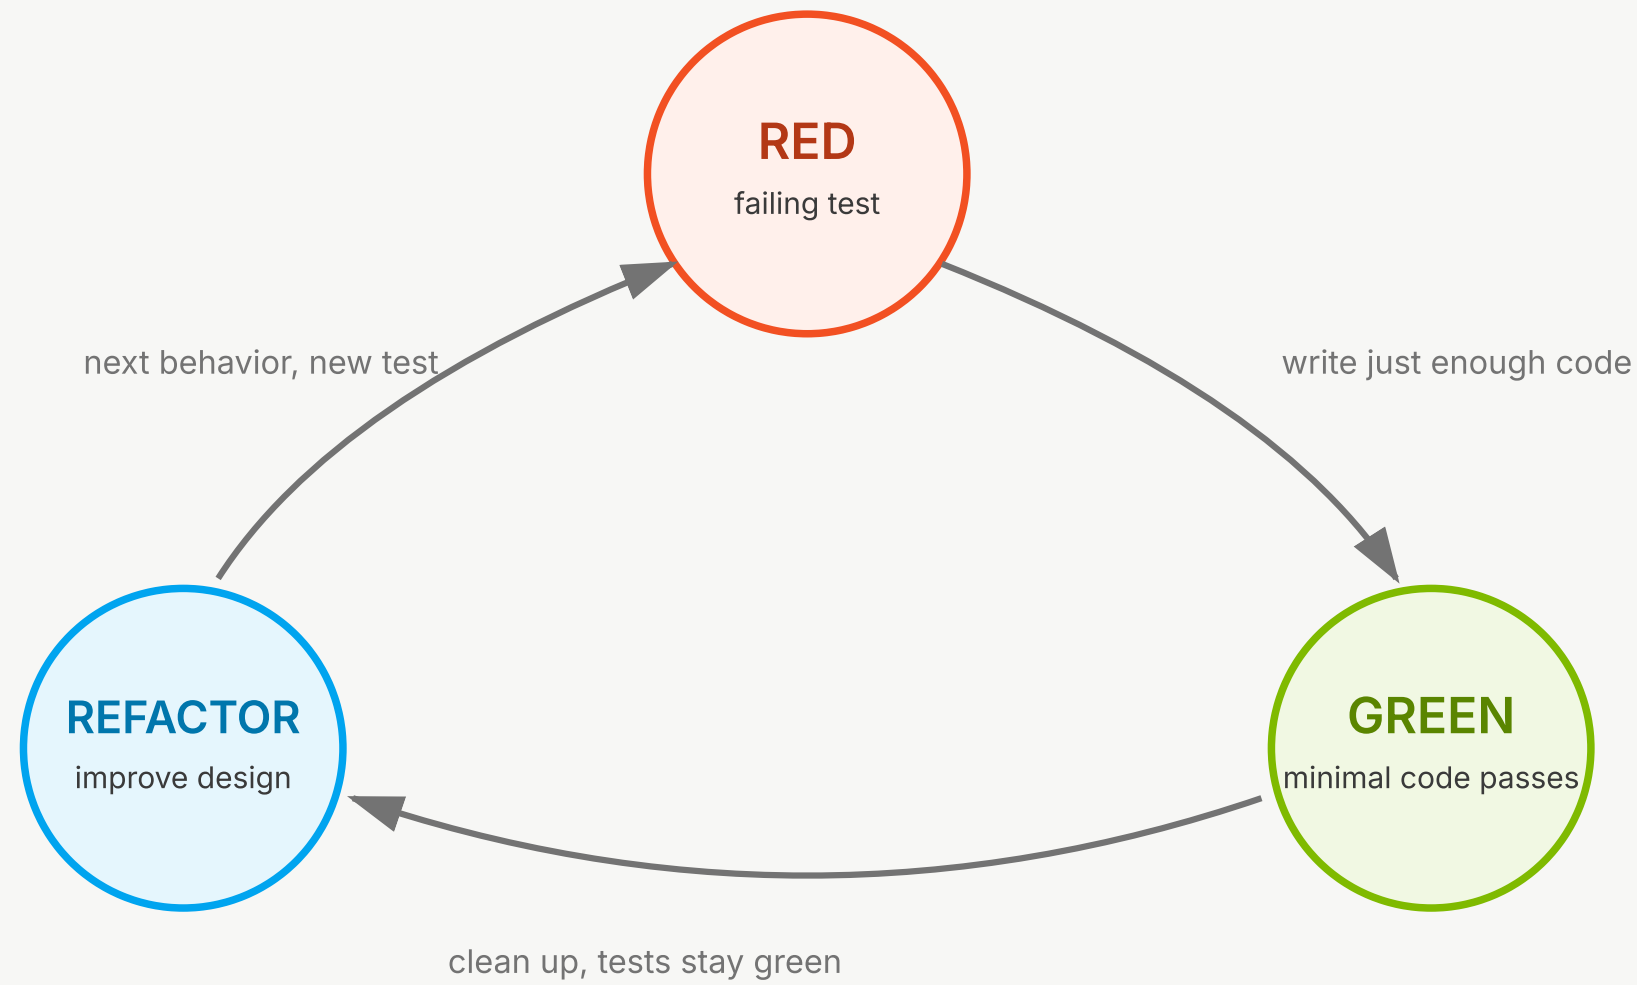 RED
failing test
next behavior, new test
write just enough code
REFACTOR
improve design
GREEN
minimal code passes
clean up, tests stay green